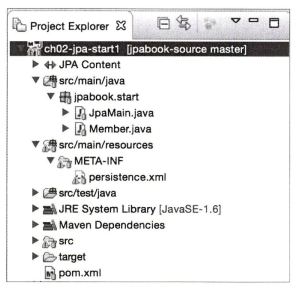 Project Explorer
ch02-jpa-start1 [jpabook-source master]
JPA Content
src/main/java
jpabook.start
JpaMain.java
Member.java
src/main/resources
META-INF
persistence.xml
src/test/java
JRE System Library [JavaSE-1.6]
Maven Dependencies
src
target
pom.xml